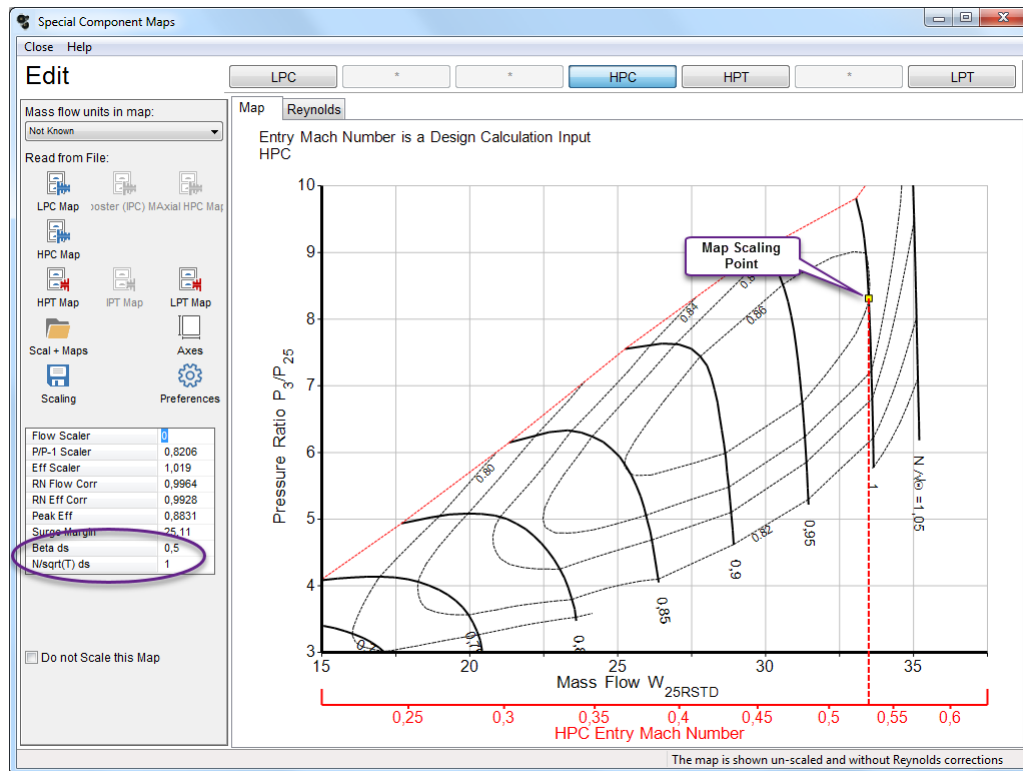 Special Component Maps
Close Help
Edit
LPC * * HPC HPT * LPT
Mass flow units in map:
Not Known
Read from File:
LPC Map ooster (IPC) M Axial HPC Map
HPC Map
HPT Map IPT Map LPT Map
Scal + Maps Axes
Scaling Preferences
Flow Scaler 0
P/P-1 Scaler 0,8206
Eff Scaler 1,019
RN Flow Corr 0,9964
RN Eff Corr 0,9928
Peak Eff 0,8831
Surge Margin 25,11
Beta ds 0,5
N/sqrt(T) ds 1
Do not Scale this Map
Map Reynolds
Entry Mach Number is a Design Calculation Input
HPC
Pressure Ratio P3/P25
10
9
8
7
6
5
4
3
Map Scaling
Point
0,84
0,86
0,80
0,82
0,85
0,9
0,95
1
N/√Θ =1,05
15 20 25 30 35
Mass Flow W25RSTD
0,25 0,3 0,35 0,4 0,45 0,5 0,55 0,6
HPC Entry Mach Number
The map is shown un-scaled and without Reynolds corrections